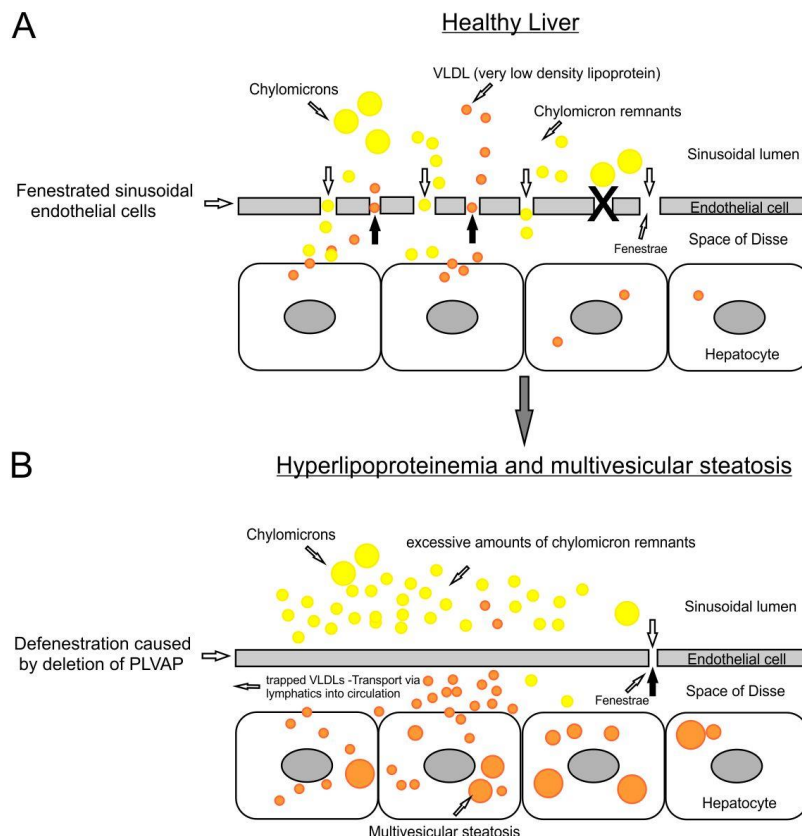 A
Healthy Liver
VLDL (very low density lipoprotein)
Chylomicrons
Chylomicron remnants
Sinusoidal lumen
Fenestrated sinusoidal
endothelial cells
Endothelial cell
Fenestrae
Space of Disse
Hepatocyte
B
Hyperlipoproteinemia and multivesicular steatosis
Chylomicrons
excessive amounts of chylomicron remnants
Sinusoidal lumen
Defenestration caused
by deletion of PLVAP
Endothelial cell
trapped VLDLs -Transport via
lymphatics into circulation
Fenestrae
Space of Disse
Hepatocyte
Multivesicular steatosis